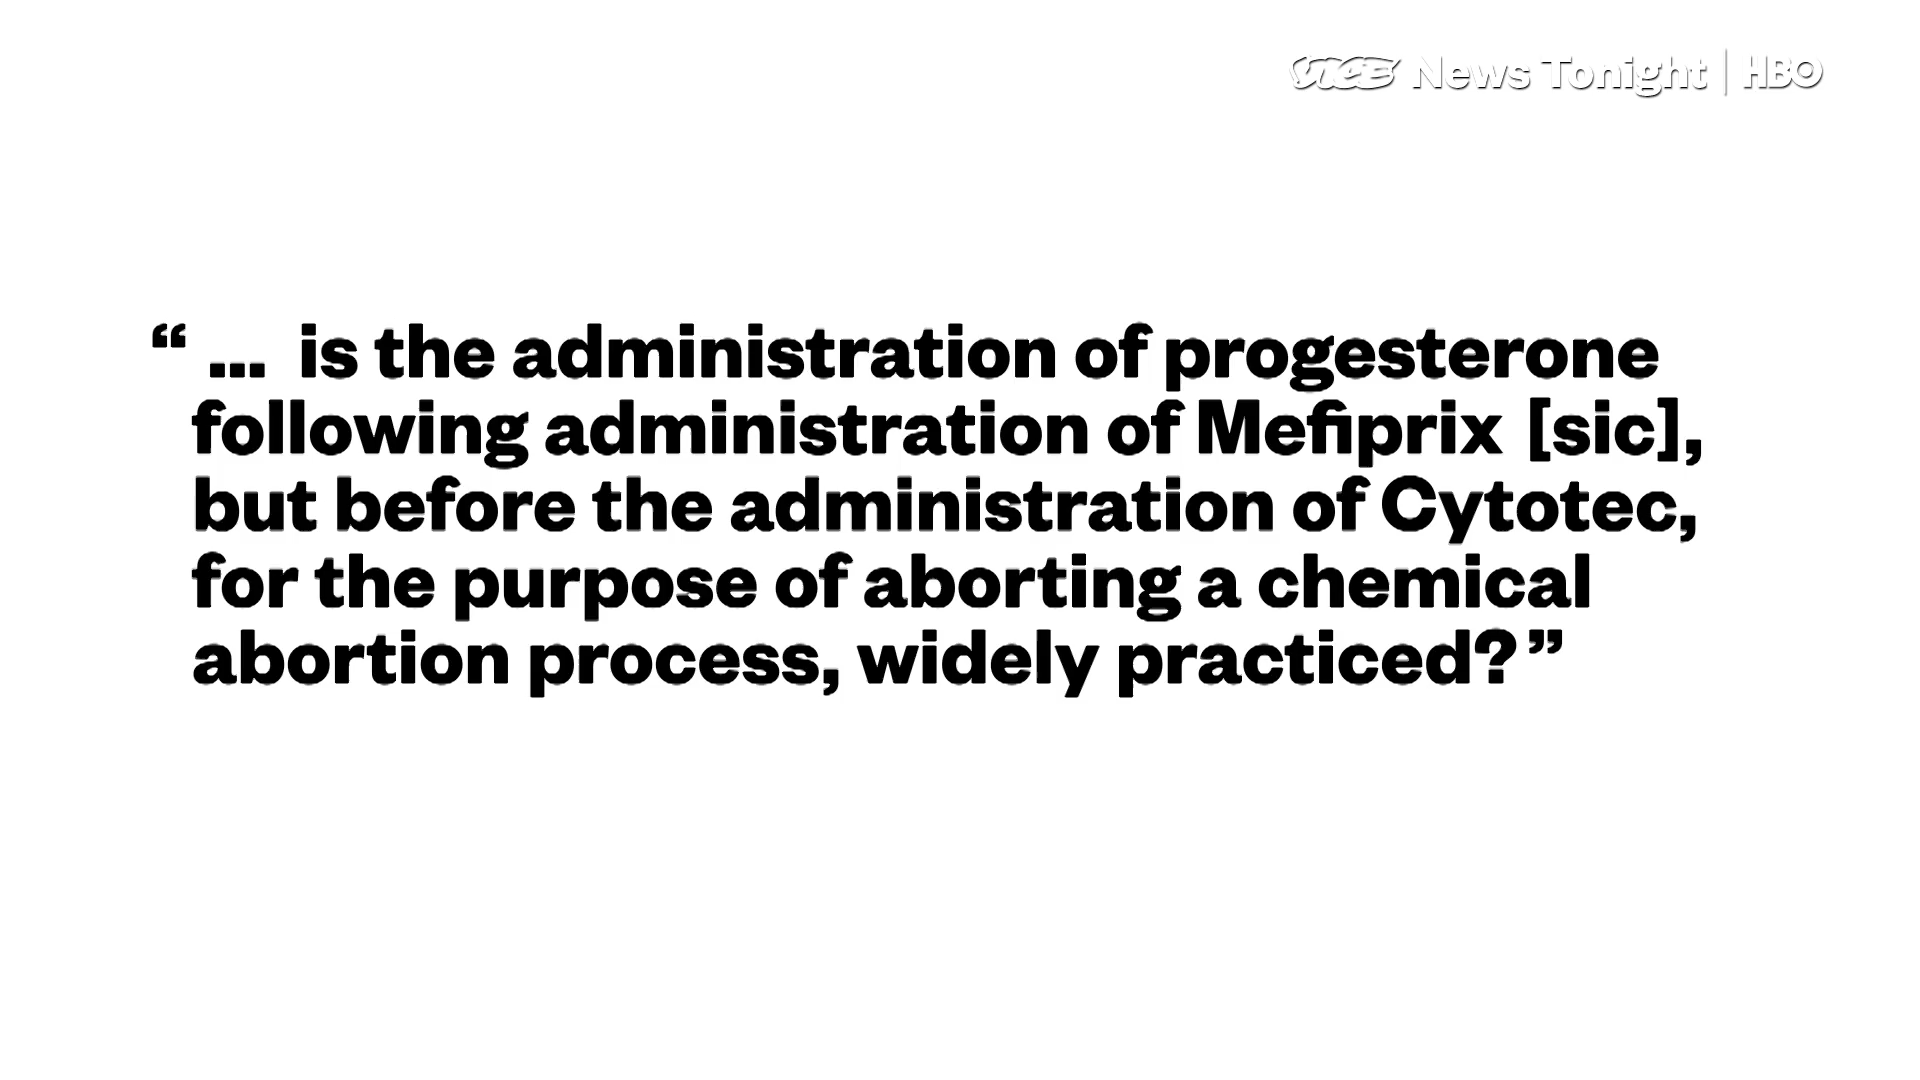 VICE News Tonight | HBO
“ ... is the administration of progesterone
following administration of Mefiprix [sic],
but before the administration of Cytotec,
for the purpose of aborting a chemical
abortion process, widely practiced?”